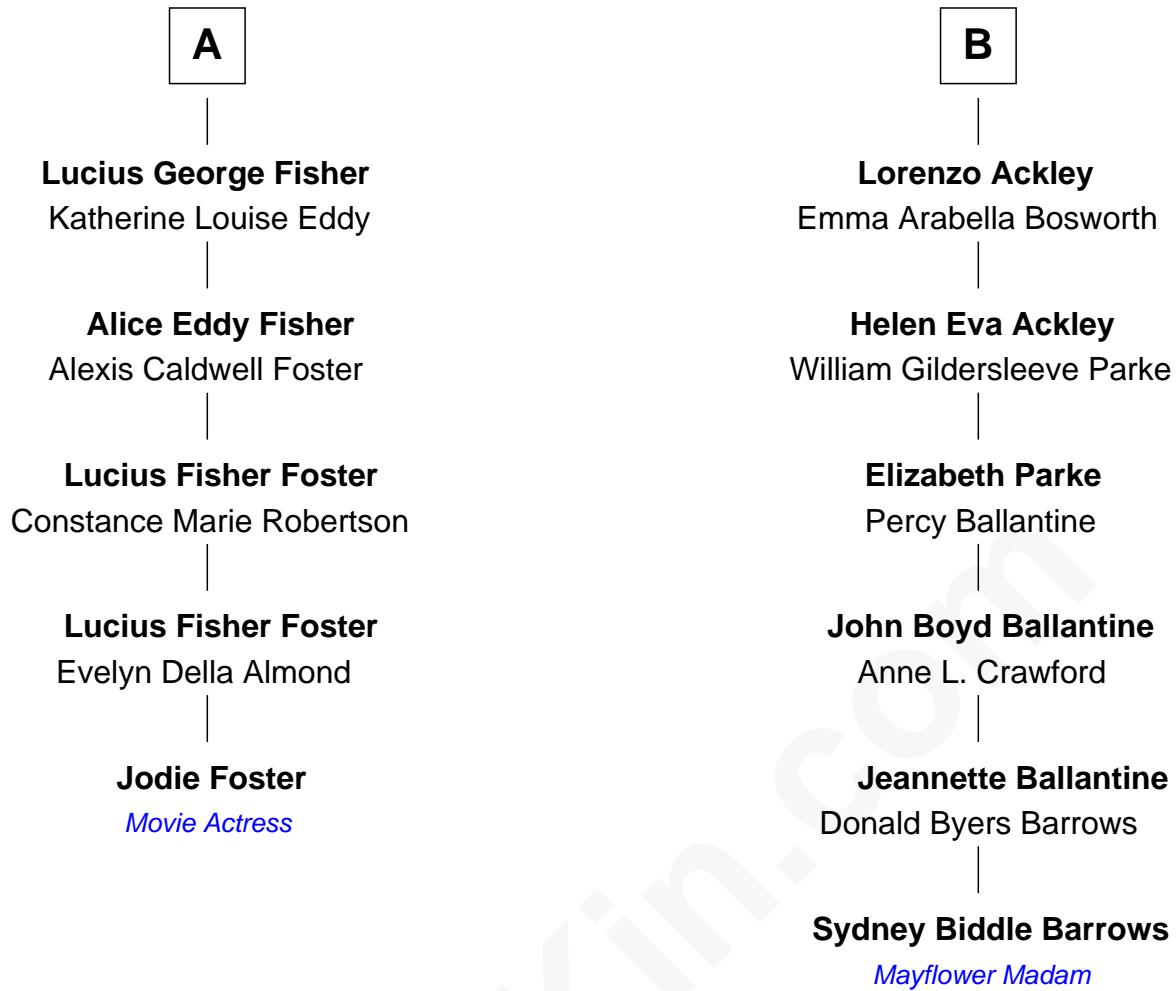 A
Lucius George Fisher
Katherine Louise Eddy
Alice Eddy Fisher
Alexis Caldwell Foster
Lucius Fisher Foster
Constance Marie Robertson
Lucius Fisher Foster
Evelyn Della Almond
Jodie Foster
Movie Actress
B
Lorenzo Ackley
Emma Arabella Bosworth
Helen Eva Ackley
William Gildersleeve Parke
Elizabeth Parke
Percy Ballantine
John Boyd Ballantine
Anne L. Crawford
Jeannette Ballantine
Donald Byers Barrows
Sydney Biddle Barrows
Mayflower Madam
Kin.com